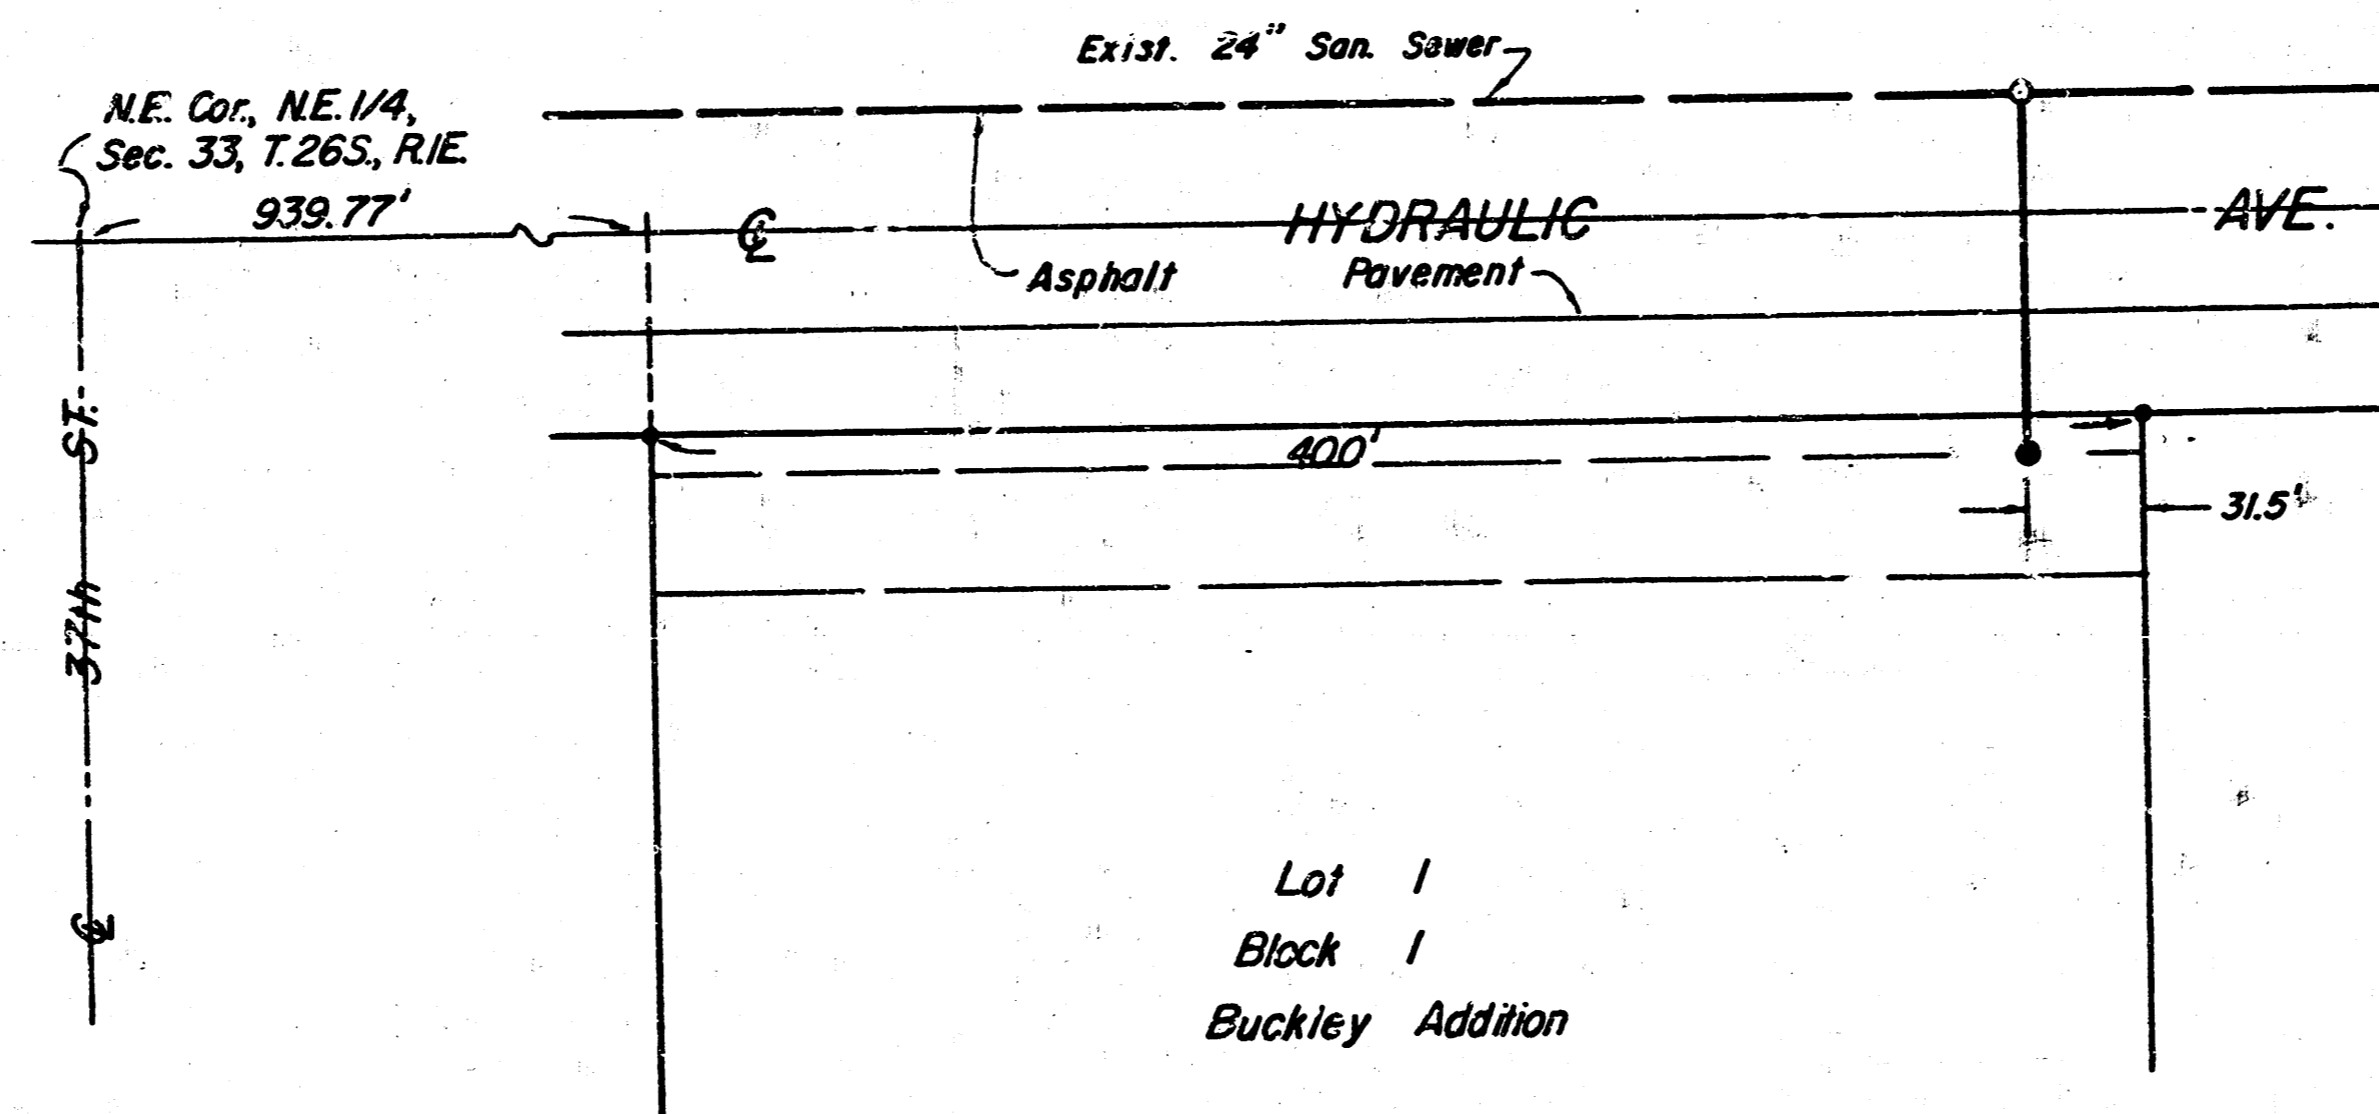 Exist. 24" San. Sewer
N.E. Cor., N.E. 1/4,
Sec. 33, T.26S., R.1E.
939.77'
℄
HYDRAULIC AVE.
Asphalt Pavement
400'
31.5'
37th ST.
℄
Lot 1
Block 1
Buckley Addition